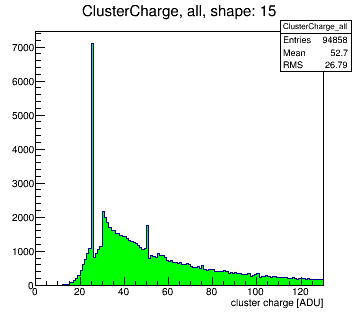 ClusterCharge, all, shape: 15
ClusterCharge_all
Entries 94858
Mean 52.7
RMS 26.79
7000
6000
5000
4000
3000
2000
1000
0
0 20 40 60 80 100 120
cluster charge [ADU]